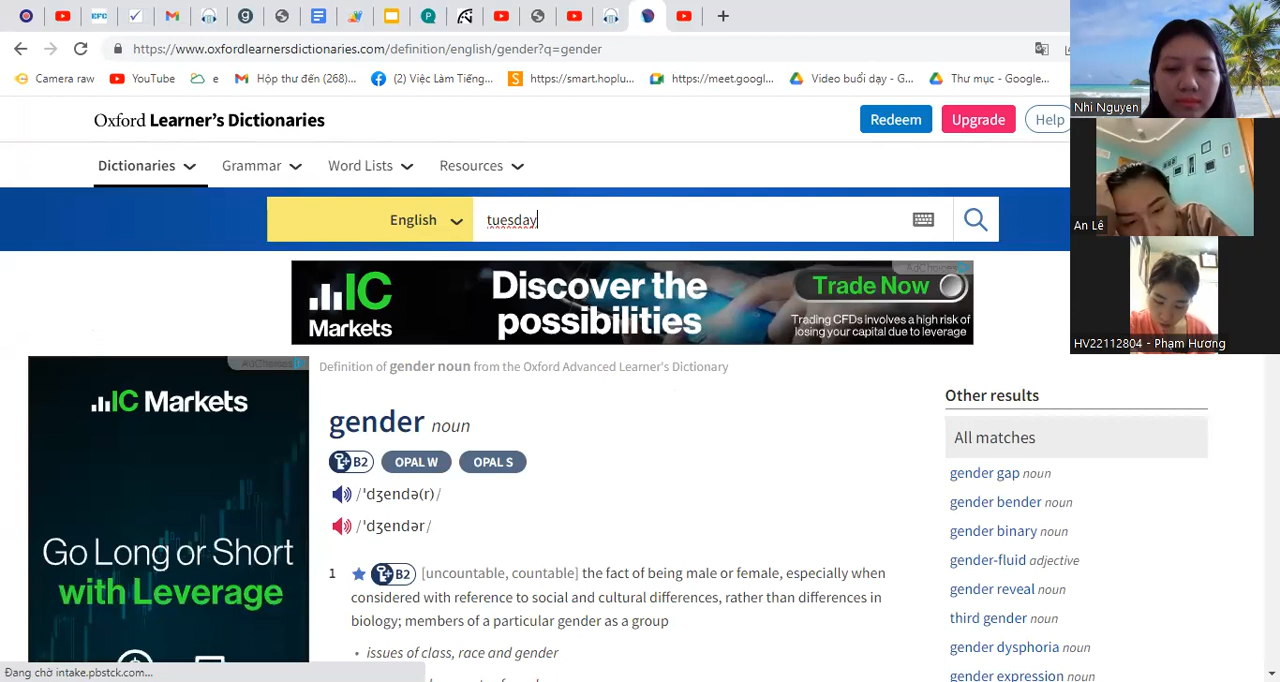 https://www.oxfordlearnersdictionaries.com/definition/english/gender?q=gender
Camera raw
YouTube
e
Hộp thư đến (268)...
(2) Việc Làm Tiếng...
https://smart.hoplu...
https://meet.googl...
Video buổi dạy - G...
Thư mục - Google...
Nhi Nguyen
Oxford Learner's Dictionaries
Redeem
Upgrade
Help
Dictionaries
Grammar
Word Lists
Resources
English
tuesday
An Lê
IC Markets
Discover the possibilities
AdChoices
Trade Now
Trading CFDs involves a high risk of
losing your capital due to leverage
HV22112804 - Phạm Hương
AdChoices
IC Markets
Go Long or Short
with Leverage
Definition of gender noun from the Oxford Advanced Learner's Dictionary
gender noun
B2 OPAL W OPAL S
/ˈdʒendə(r)/
/ˈdʒendər/
1 B2 [uncountable, countable] the fact of being male or female, especially when
considered with reference to social and cultural differences, rather than differences in
biology; members of a particular gender as a group
• issues of class, race and gender
Other results
All matches
gender gap noun
gender bender noun
gender binary noun
gender-fluid adjective
gender reveal noun
third gender noun
gender dysphoria noun
gender expression noun
Đang chờ intake.pbstck.com...